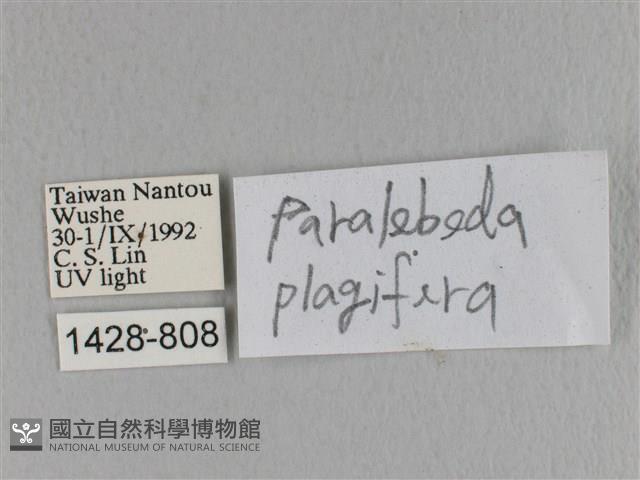 Taiwan Nantou
Wushe
30-1/IX/1992
C. S. Lin
UV light
1428-808
Paralebeda
plagifera
國立自然科學博物館
NATIONAL MUSEUM OF NATURAL SCIENCE